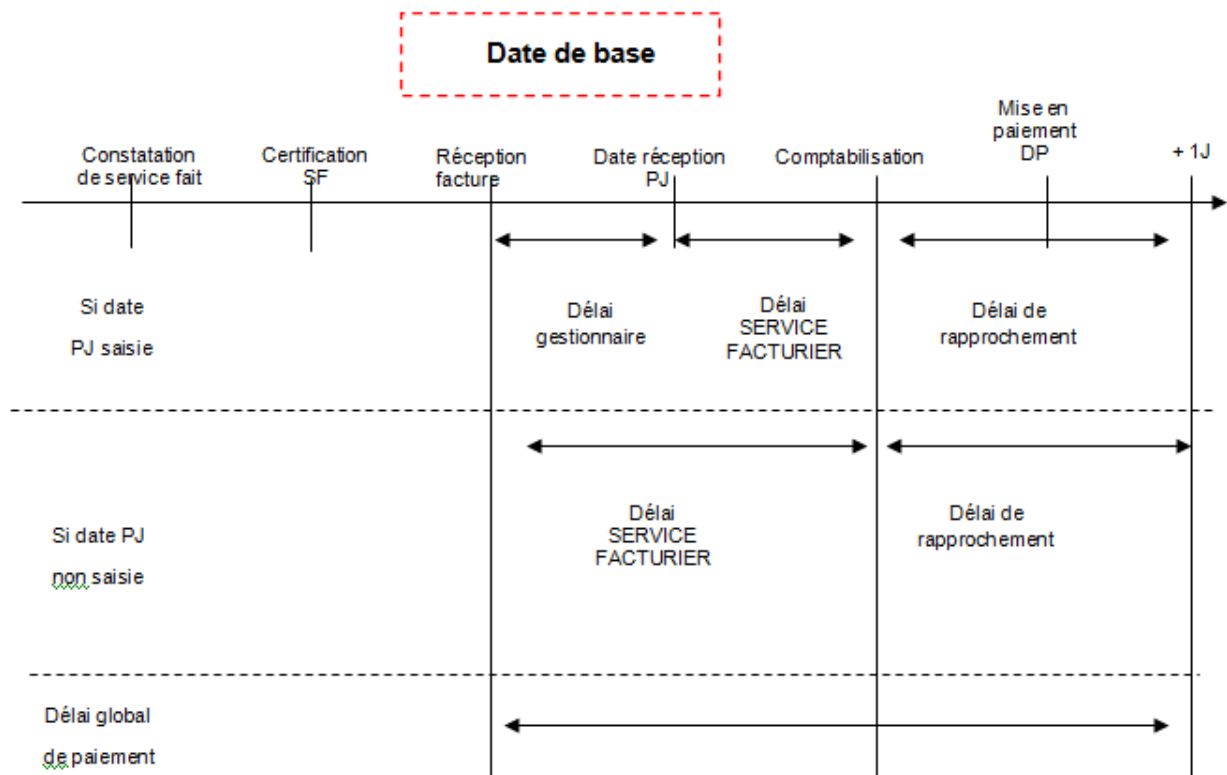 Date de base
Constatation
de service fait
Certification
SF
Réception
facture
Date réception
PJ
Comptabilisation
Mise en
paiement
DP
+ 1J
Si date
PJ saisie
Délai
gestionnaire
Délai
SERVICE
FACTURIER
Délai de
rapprochement
Si date PJ
non saisie
Délai
SERVICE
FACTURIER
Délai de
rapprochement
Délai global
de paiement